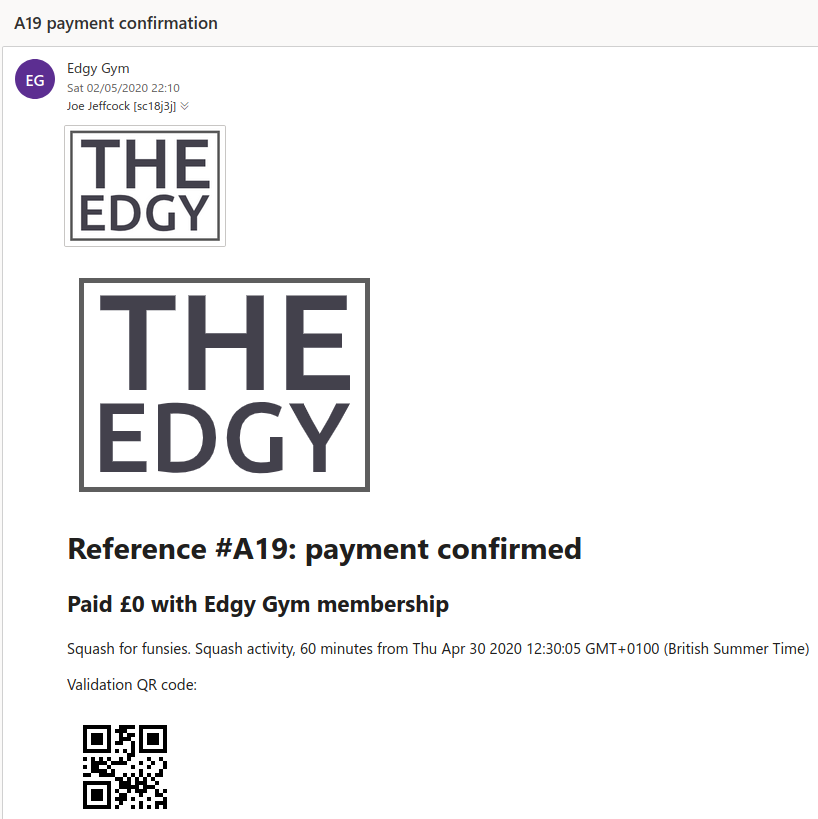 A19 payment confirmation
EG
Edgy Gym
Sat 02/05/2020 22:10
Joe Jeffcock [sc18j3j]
THE
EDGY
THE
EDGY
Reference #A19: payment confirmed
Paid £0 with Edgy Gym membership
Squash for funsies. Squash activity, 60 minutes from Thu Apr 30 2020 12:30:05 GMT+0100 (British Summer Time)
Validation QR code: